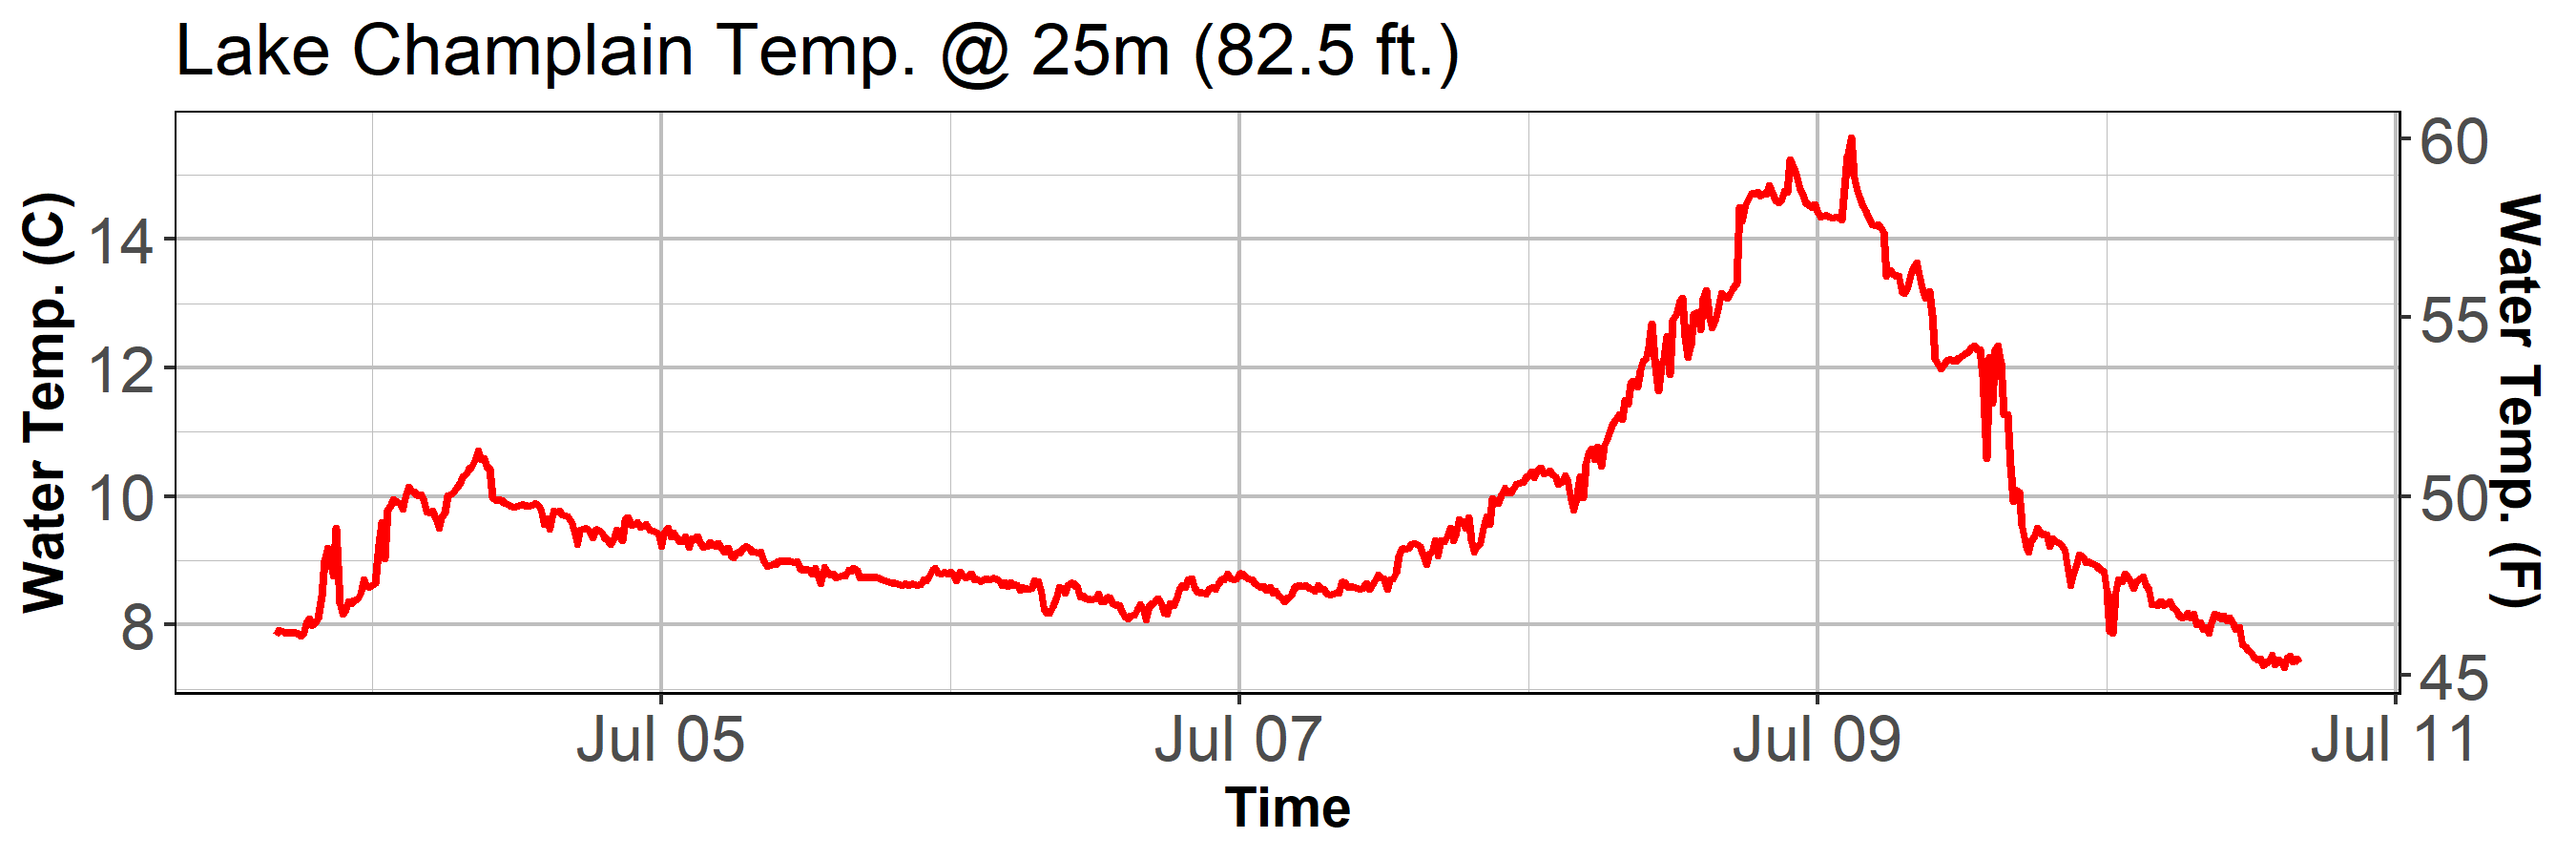 Lake Champlain Temp. @ 25m (82.5 ft.)
Water Temp. (C)
14
12
10
8
60
55
50
45
Water Temp. (F)
Jul 05 Jul 07 Jul 09 Jul 11
Time